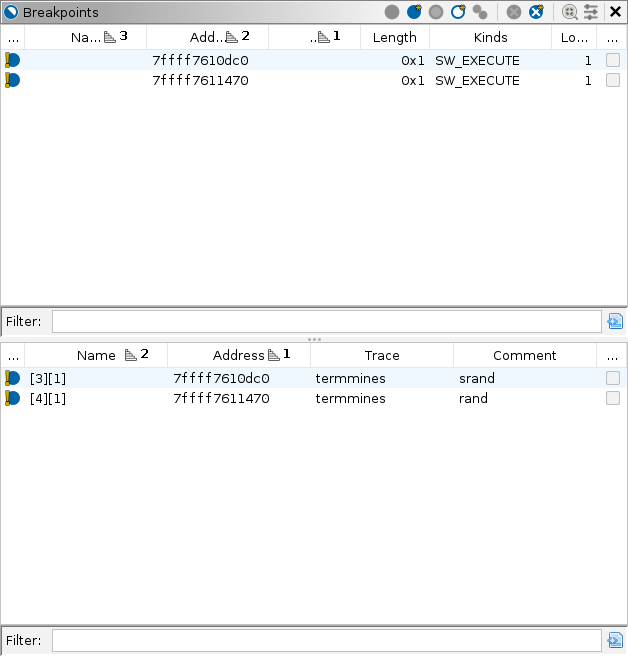 Breakpoints
... Na... 3 Add.. 2 .. 1 Length Kinds Lo... ...
7ffff7610dc0 0x1 SW_EXECUTE 1
7ffff7611470 0x1 SW_EXECUTE 1
Filter:
... Name 2 Address 1 Trace Comment ...
[3][1] 7ffff7610dc0 termmines srand
[4][1] 7ffff7611470 termmines rand
Filter: